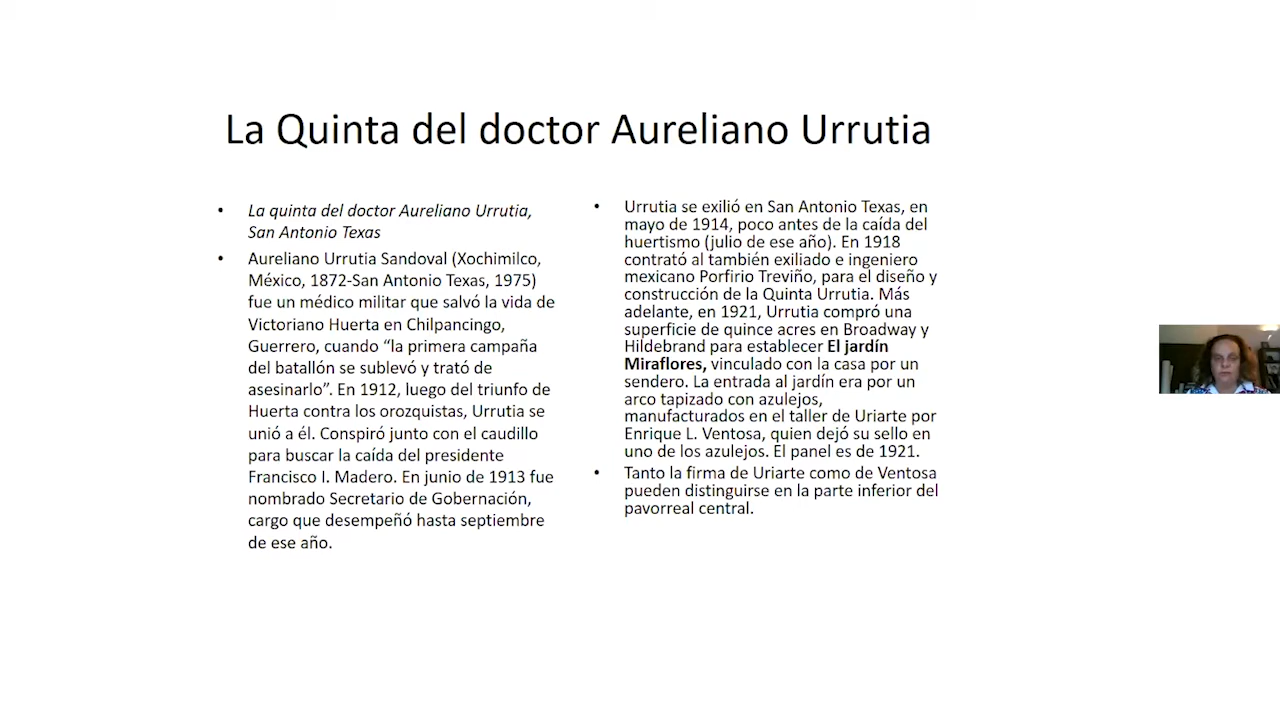 La Quinta del doctor Aureliano Urrutia
• La quinta del doctor Aureliano Urrutia,
San Antonio Texas
• Aureliano Urrutia Sandoval (Xochimilco,
México, 1872-San Antonio Texas, 1975)
fue un médico militar que salvó la vida de
Victoriano Huerta en Chilpancingo,
Guerrero, cuando “la primera campaña
del batallón se sublevó y trató de
asesinarlo”. En 1912, luego del triunfo de
Huerta contra los orozquistas, Urrutia se
unió a él. Conspiró junto con el caudillo
para buscar la caída del presidente
Francisco I. Madero. En junio de 1913 fue
nombrado Secretario de Gobernación,
cargo que desempeñó hasta septiembre
de ese año.
• Urrutia se exilió en San Antonio Texas, en
mayo de 1914, poco antes de la caída del
huertismo (julio de ese año). En 1918
contrató al también exiliado e ingeniero
mexicano Porfirio Treviño, para el diseño y
construcción de la Quinta Urrutia. Más
adelante, en 1921, Urrutia compró una
superficie de quince acres en Broadway y
Hildebrand para establecer El jardín
Miraflores, vinculado con la casa por un
sendero. La entrada al jardín era por un
arco tapizado con azulejos,
manufacturados en el taller de Uriarte por
Enrique L. Ventosa, quien dejó su sello en
uno de los azulejos. El panel es de 1921.
• Tanto la firma de Uriarte como de Ventosa
pueden distinguirse en la parte inferior del
pavorreal central.